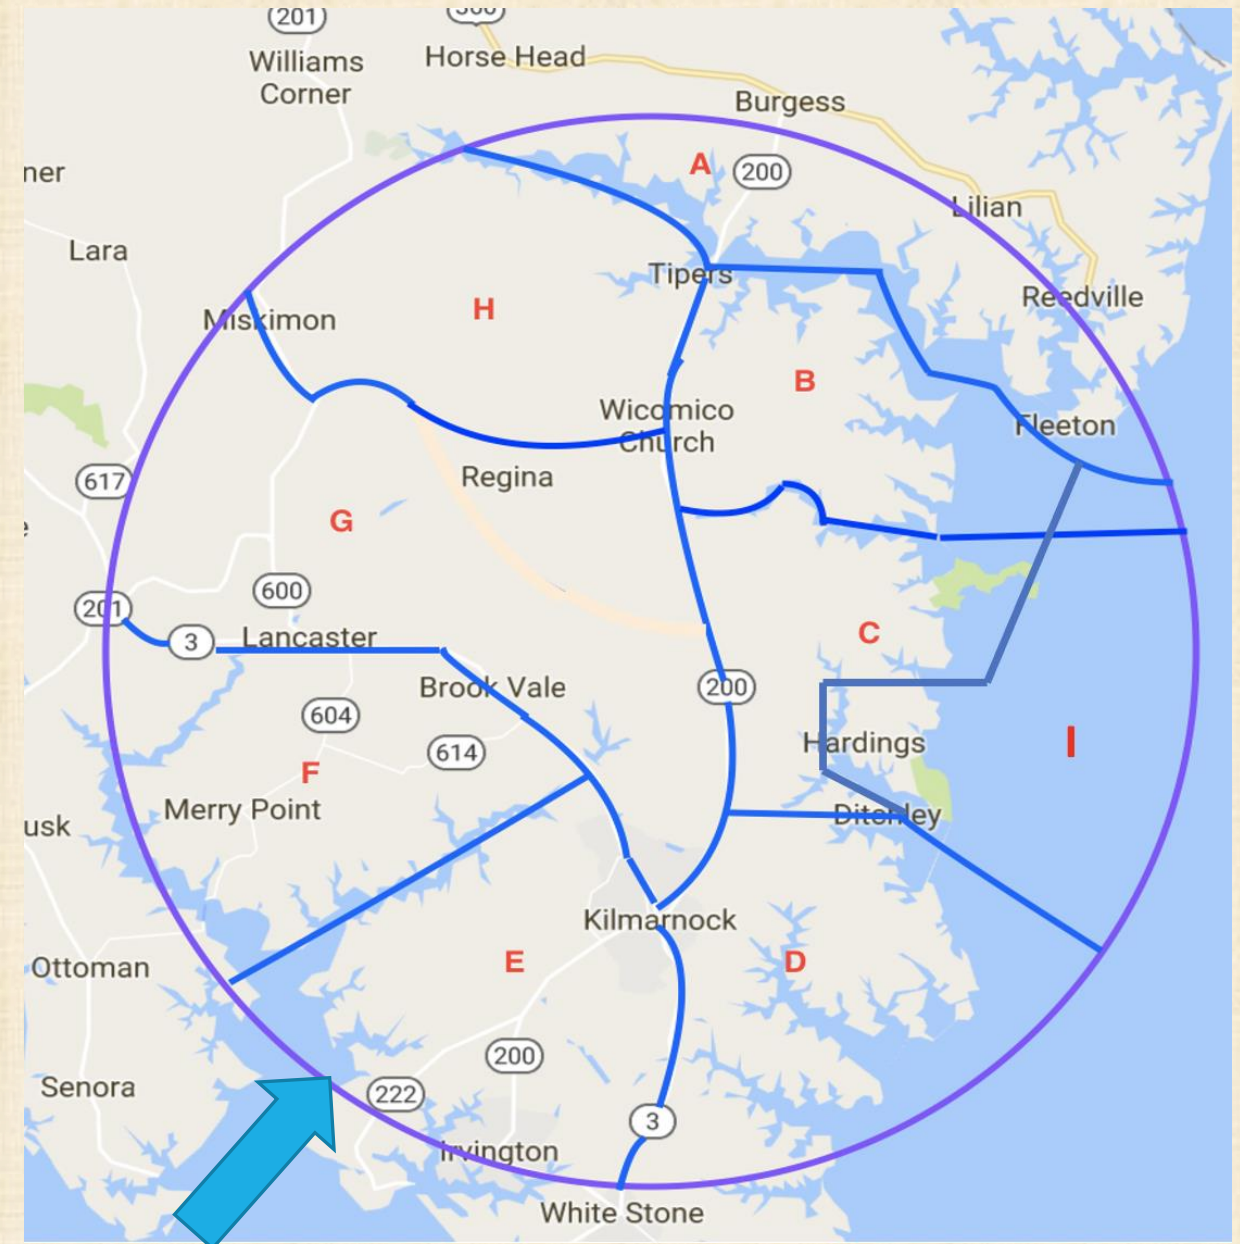 201
Williams
Corner
Horse Head
Burgess
A
200
ner
Lilian
Lara
Tipers
Reedville
H
Miskimon
B
Wicomico
Church
Fleeton
Regina
617
G
600
201
3
Lancaster
C
Brook Vale
200
604
614
Hardings
I
F
Merry Point
Ditchley
usk
Kilmarnock
Ottoman
E
D
200
Senora
222
3
Irvington
White Stone